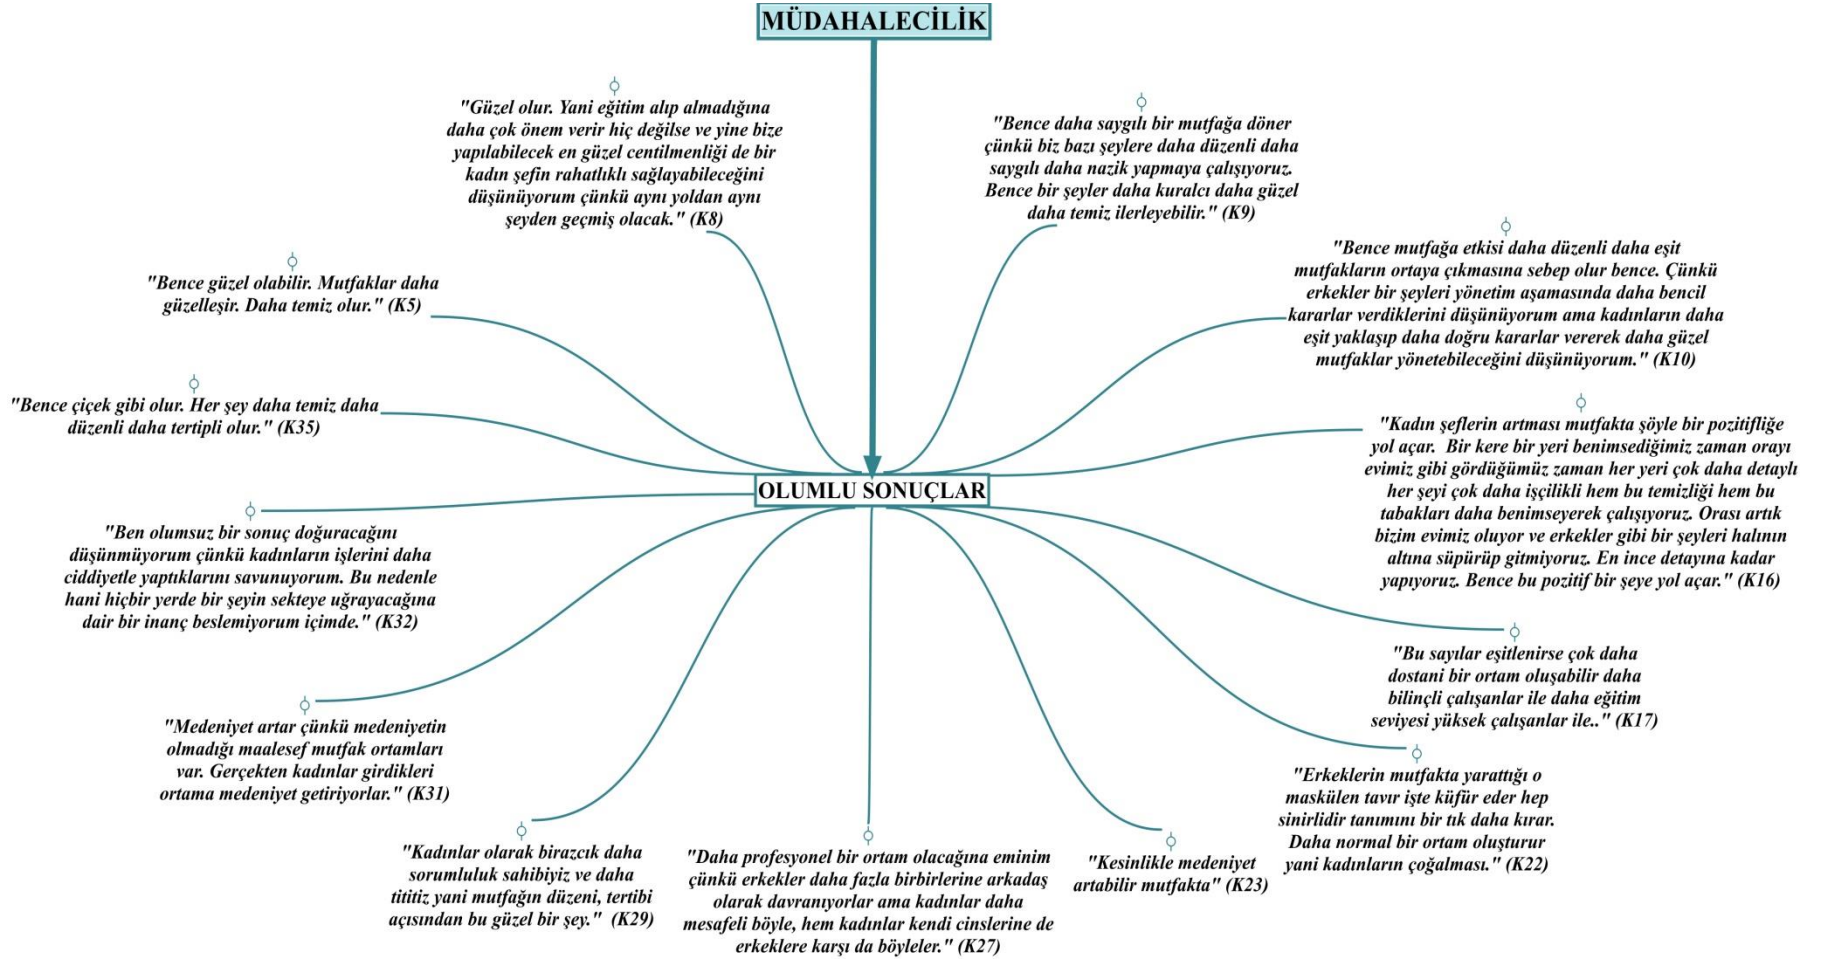 MÜDAHALECİLİK
"Güzel olur. Yani eğitim alıp almadığına
daha çok önem verir hiç değilse ve yine bize
yapılabilecek en güzel centilmenliği de bir
kadın şefin rahatlıklı sağlayabileceğini
düşünüyorum çünkü aynı yoldan aynı
şeyden geçmiş olacak." (K8)
"Bence daha saygılı bir mutfağa döner
çünkü biz bazı şeylere daha düzenli daha
saygılı daha nazik yapmaya çalışıyoruz.
Bence bir şeyler daha kuralcı daha güzel
daha temiz ilerleyebilir." (K9)
"Bence güzel olabilir. Mutfaklar daha
güzelleşir. Daha temiz olur." (K5)
"Bence mutfağa etkisi daha düzenli daha eşit
mutfakların ortaya çıkmasına sebep olur bence. Çünkü
erkekler bir şeyleri yönetim aşamasında daha bencil
kararlar verdiklerini düşünüyorum ama kadınların daha
eşit yaklaşıp daha doğru kararlar vererek daha güzel
mutfaklar yönetebileceğini düşünüyorum." (K10)
"Bence çiçek gibi olur. Her şey daha temiz daha
düzenli daha tertipli olur." (K35)
"Kadın şeflerin artması mutfakta şöyle bir pozitifliğe
yol açar. Bir kere bir yeri benimsediğimiz zaman orayı
evimiz gibi gördüğümüz zaman her yeri çok daha detaylı
her şeyi çok daha işçilikli hem bu temizliği hem bu
tabakları daha benimseyerek çalışıyoruz. Orası artık
bizim evimiz oluyor ve erkekler gibi bir şeyleri halının
altına süpürüp gitmiyoruz. En ince detayına kadar
yapıyoruz. Bence bu pozitif bir şeye yol açar." (K16)
OLUMLU SONUÇLAR
"Ben olumsuz bir sonuç doğuracağını
düşünmüyorum çünkü kadınların işlerini daha
ciddiyetle yaptıklarını savunuyorum. Bu nedenle
hani hiçbir yerde bir şeyin sekteye uğrayacağına
dair bir inanç beslemiyorum içimde." (K32)
"Bu sayılar eşitlenirse çok daha
dostani bir ortam oluşabilir daha
bilinçli çalışanlar ile daha eğitim
seviyesi yüksek çalışanlar ile.." (K17)
"Medeniyet artar çünkü medeniyetin
olmadığı maalesef mutfak ortamları
var. Gerçekten kadınlar girdikleri
ortama medeniyet getiriyorlar." (K31)
"Erkeklerin mutfakta yarattığı o
maskülen tavır işte küfür eder hep
sinirlidir tanımını bir tık daha kırar.
Daha normal bir ortam oluşturur
yani kadınların çoğalması." (K22)
"Kadınlar olarak birazcık daha
sorumluluk sahibiyiz ve daha
tititiz yani mutfağın düzeni, tertibi
açısından bu güzel bir şey." (K29)
"Daha profesyonel bir ortam olacağına eminim
çünkü erkekler daha fazla birbirlerine arkadaş
olarak davranıyorlar ama kadınlar daha
mesafeli böyle, hem kadınlar kendi cinslerine de
erkeklere karşı da böyleler." (K27)
"Kesinlikle medeniyet
artabilir mutfakta" (K23)